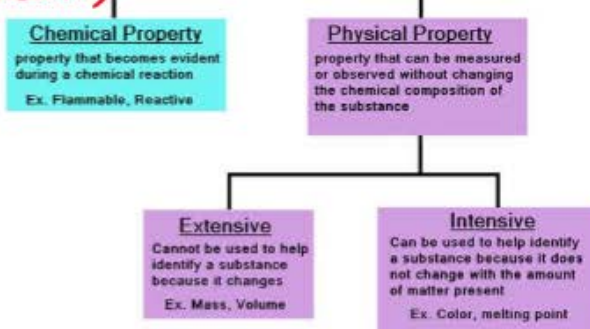 Chemical Property
property that becomes evident
during a chemical reaction
Ex. Flammable, Reactive
Physical Property
property that can be measured
or observed without changing
the chemical composition of
the substance
Extensive
Cannot be used to help
identify a substance
because it changes
Ex. Mass, Volume
Intensive
Can be used to help identify
a substance because it does
not change with the amount
of matter present
Ex. Color, melting point